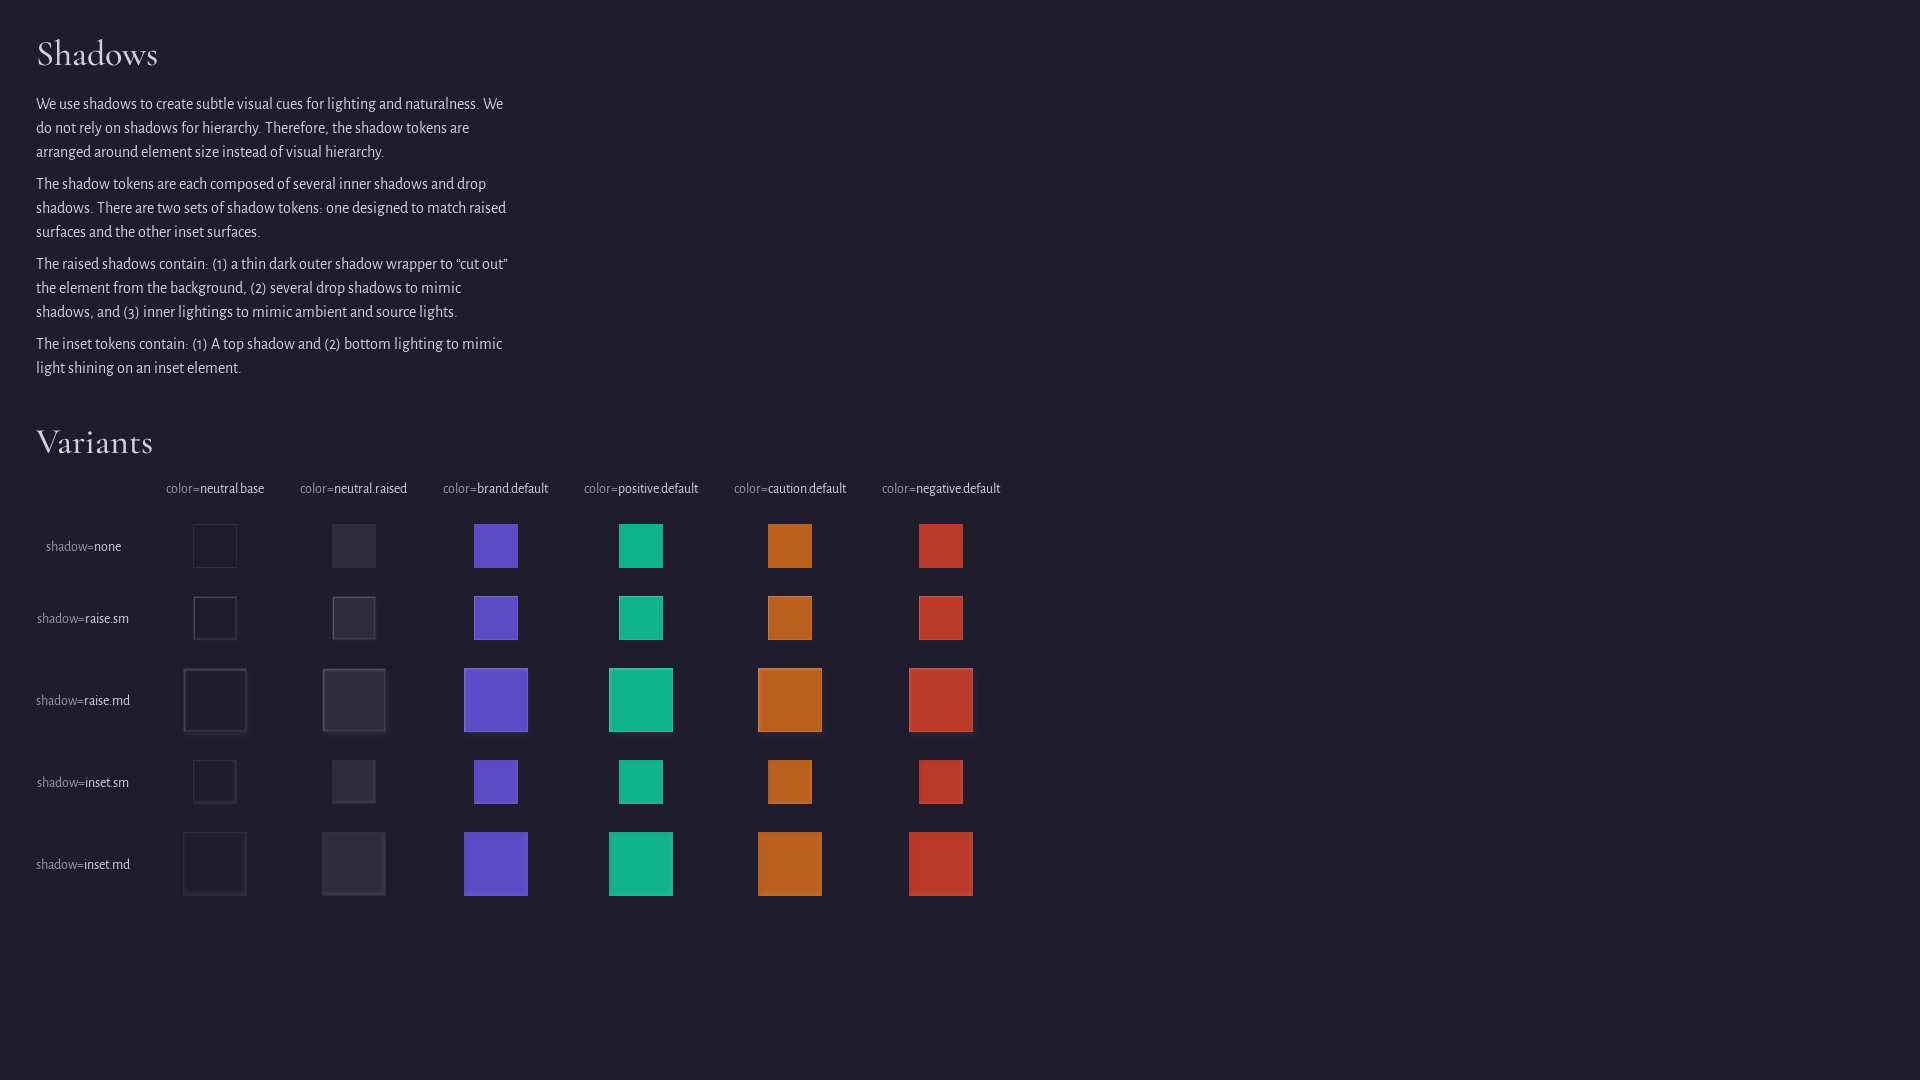 Shadows
We use shadows to create subtle visual cues for lighting and naturalness. We
do not rely on shadows for hierarchy. Therefore, the shadow tokens are
arranged around element size instead of visual hierarchy.
The shadow tokens are each composed of several inner shadows and drop
shadows. There are two sets of shadow tokens: one designed to match raised
surfaces and the other inset surfaces.
The raised shadows contain: (1) a thin dark outer shadow wrapper to “cut out”
the element from the background, (2) several drop shadows to mimic
shadows, and (3) inner lightings to mimic ambient and source lights.
The inset tokens contain: (1) A top shadow and (2) bottom lighting to mimic
light shining on an inset element.
Variants
color=neutral.base color=neutral.raised color=brand.default color=positive.default color=caution.default color=negative.default
shadow=none
shadow=raise.sm
shadow=raise.md
shadow=inset.sm
shadow=inset.md